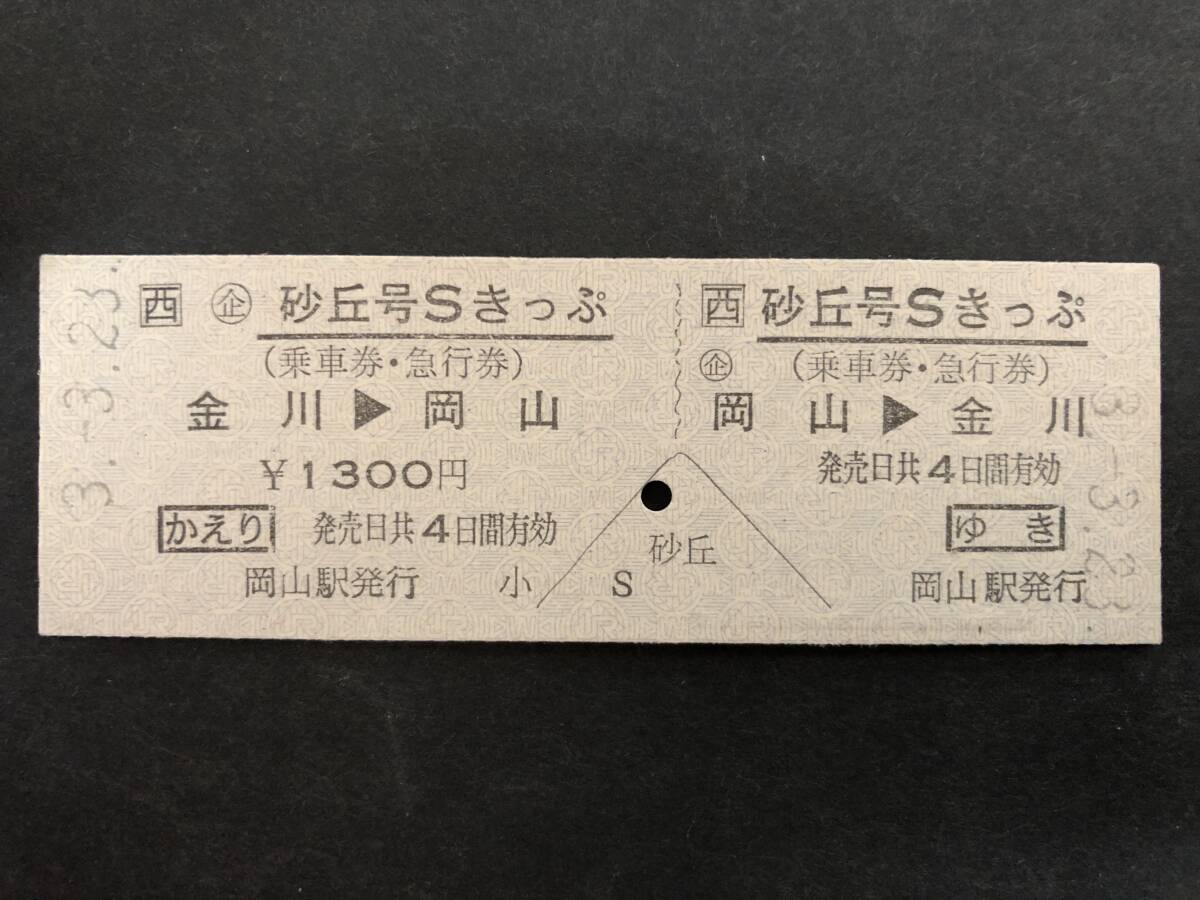 3.-3.23.
西 企 砂丘号Sきっぷ
(乗車券・急行券)
金川▶岡山
¥1300円
かえり 発売日共4日間有効
岡山駅発行 小 S
砂丘
西 砂丘号Sきっぷ
企 (乗車券・急行券)
岡山▶金川
発売日共4日間有効
ゆき
岡山駅発行
3.-3.23